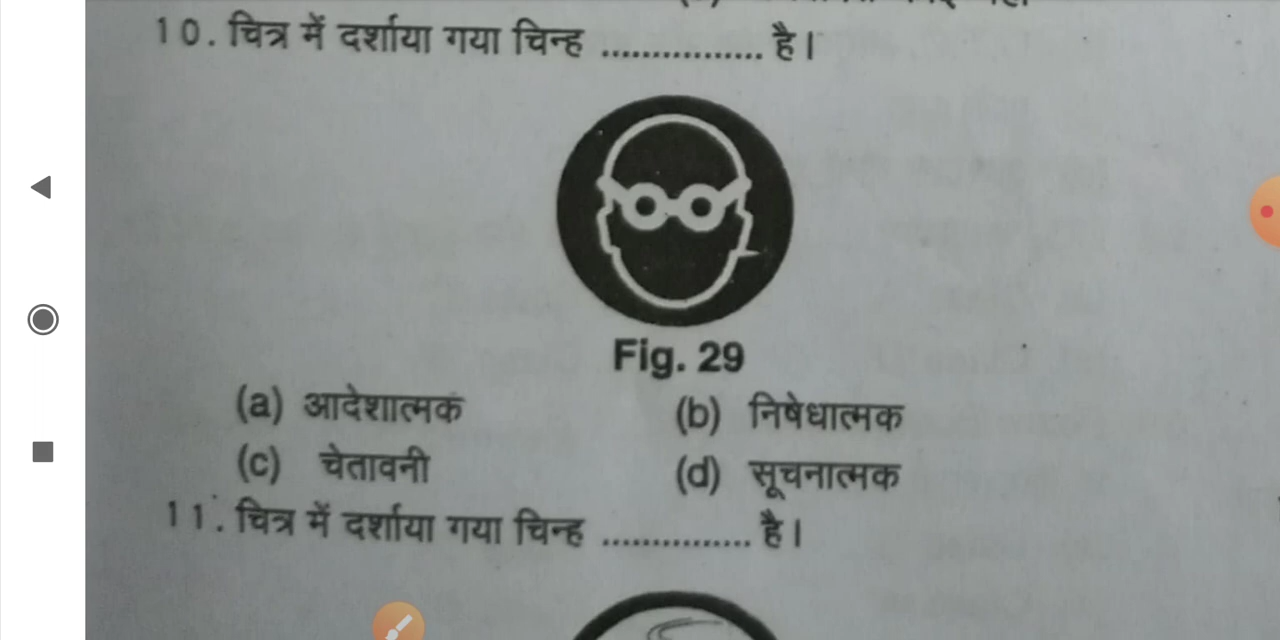 10. चित्र में दर्शाया गया चिन्ह ................ है।
Fig. 29
(a) आदेशात्मक (b) निषेधात्मक
(c) चेतावनी (d) सूचनात्मक
11. चित्र में दर्शाया गया चिन्ह ............... है।